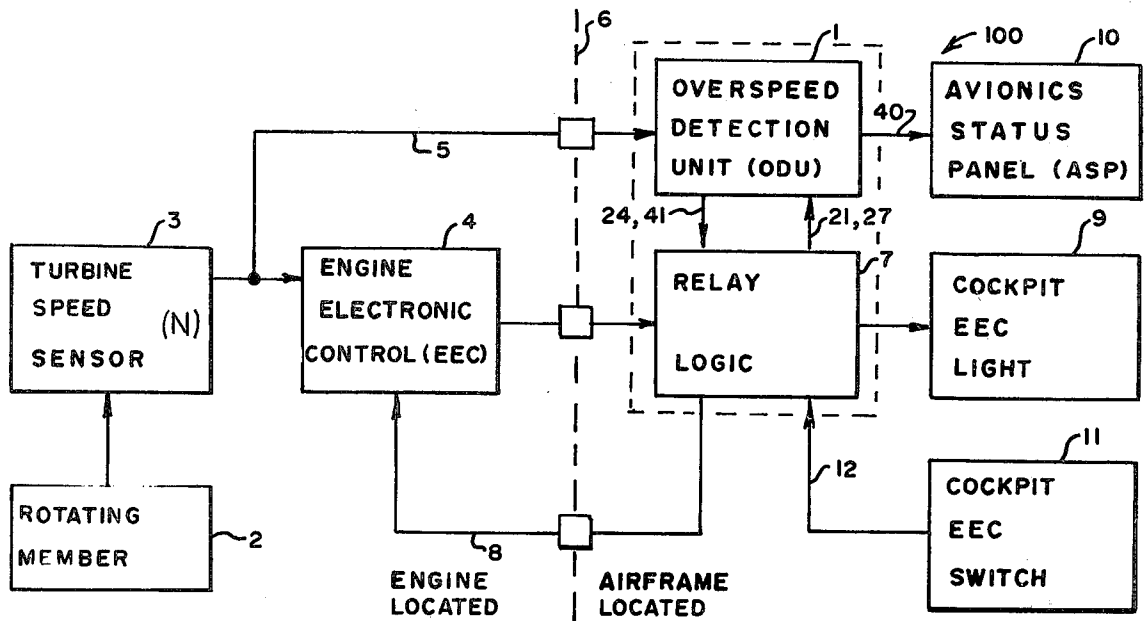 6
1
100
10
OVERSPEED
DETECTION
UNIT (ODU)
40
AVIONICS
STATUS
PANEL (ASP)
5
24, 41
21, 27
3
4
7
9
TURBINE
SPEED
(N)
SENSOR
ENGINE
ELECTRONIC
CONTROL (EEC)
RELAY
LOGIC
COCKPIT
EEC
LIGHT
11
12
ROTATING
MEMBER
2
8
COCKPIT
EEC
SWITCH
ENGINE
LOCATED
AIRFRAME
LOCATED